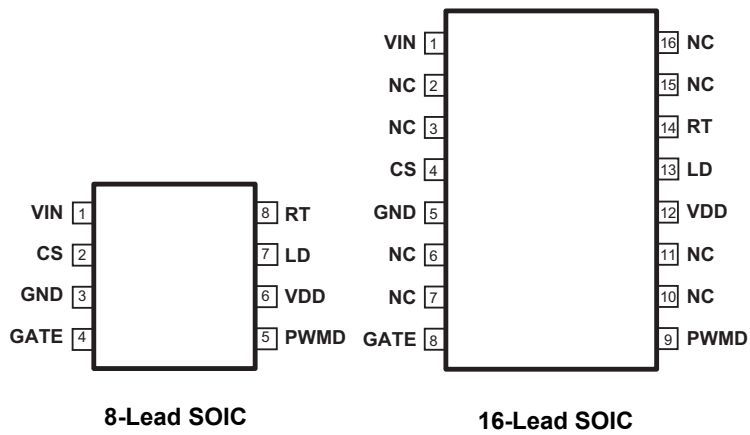 VIN 1
CS 2
GND 3
GATE 4
8 RT
7 LD
6 VDD
5 PWMD
8-Lead SOIC
VIN 1
NC 2
NC 3
CS 4
GND 5
NC 6
NC 7
GATE 8
16 NC
15 NC
14 RT
13 LD
12 VDD
11 NC
10 NC
9 PWMD
16-Lead SOIC